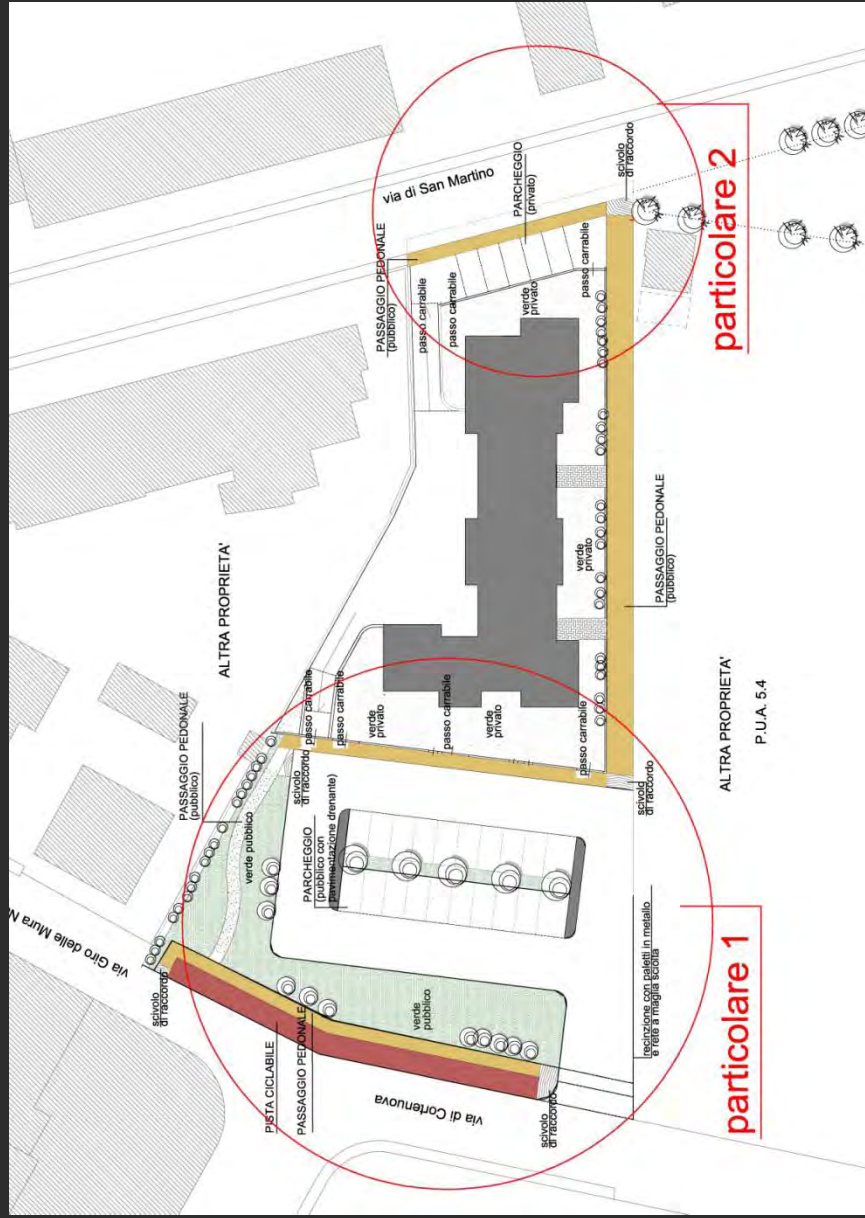 via di San Martino
PARCHEGGIO
(privato)
scivolo
di raccordo
particolare 2
PASSAGGIO PEDONALE
(pubblico)
passo carrabile
passo carrabile
verde
privato
passo carrabile
ALTRA PROPRIETA'
verde
privato
PASSAGGIO PEDONALE
(pubblico)
passo carrabile
passo carrabile
verde
privato
passo carrabile
verde
privato
passo carrabile
ALTRA PROPRIETA'
P.U.A. 5.4
PASSAGGIO PEDONALE
(pubblico)
scivolo
di raccordo
scivolo
di raccordo
verde pubblico
PARCHEGGIO
(pubblico con
pavimentazione drenante)
via Giro delle Mura
scivolo
di raccordo
verde
pubblico
recinzione con paletti in metallo
e rete a maglia sciolta
particolare 1
PISTA CICLABILE
PASSAGGIO PEDONALE
via di Cortenuova
scivolo
di raccordo